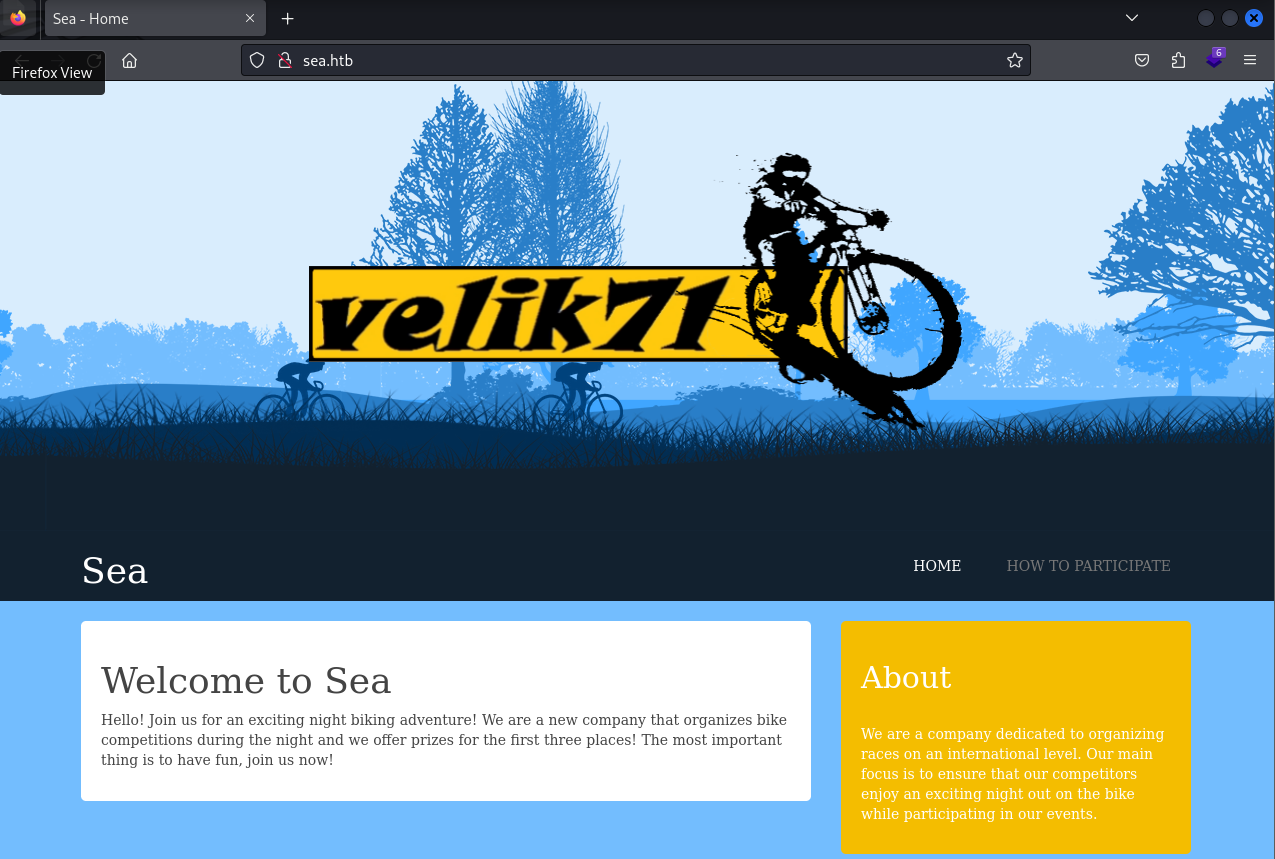 Sea - Home
sea.htb
6
Firefox View
velik71
Sea
HOME
HOW TO PARTICIPATE
Welcome to Sea
Hello! Join us for an exciting night biking adventure! We are a new company that organizes bike
competitions during the night and we offer prizes for the first three places! The most important
thing is to have fun, join us now!
About
We are a company dedicated to organizing
races on an international level. Our main
focus is to ensure that our competitors
enjoy an exciting night out on the bike
while participating in our events.